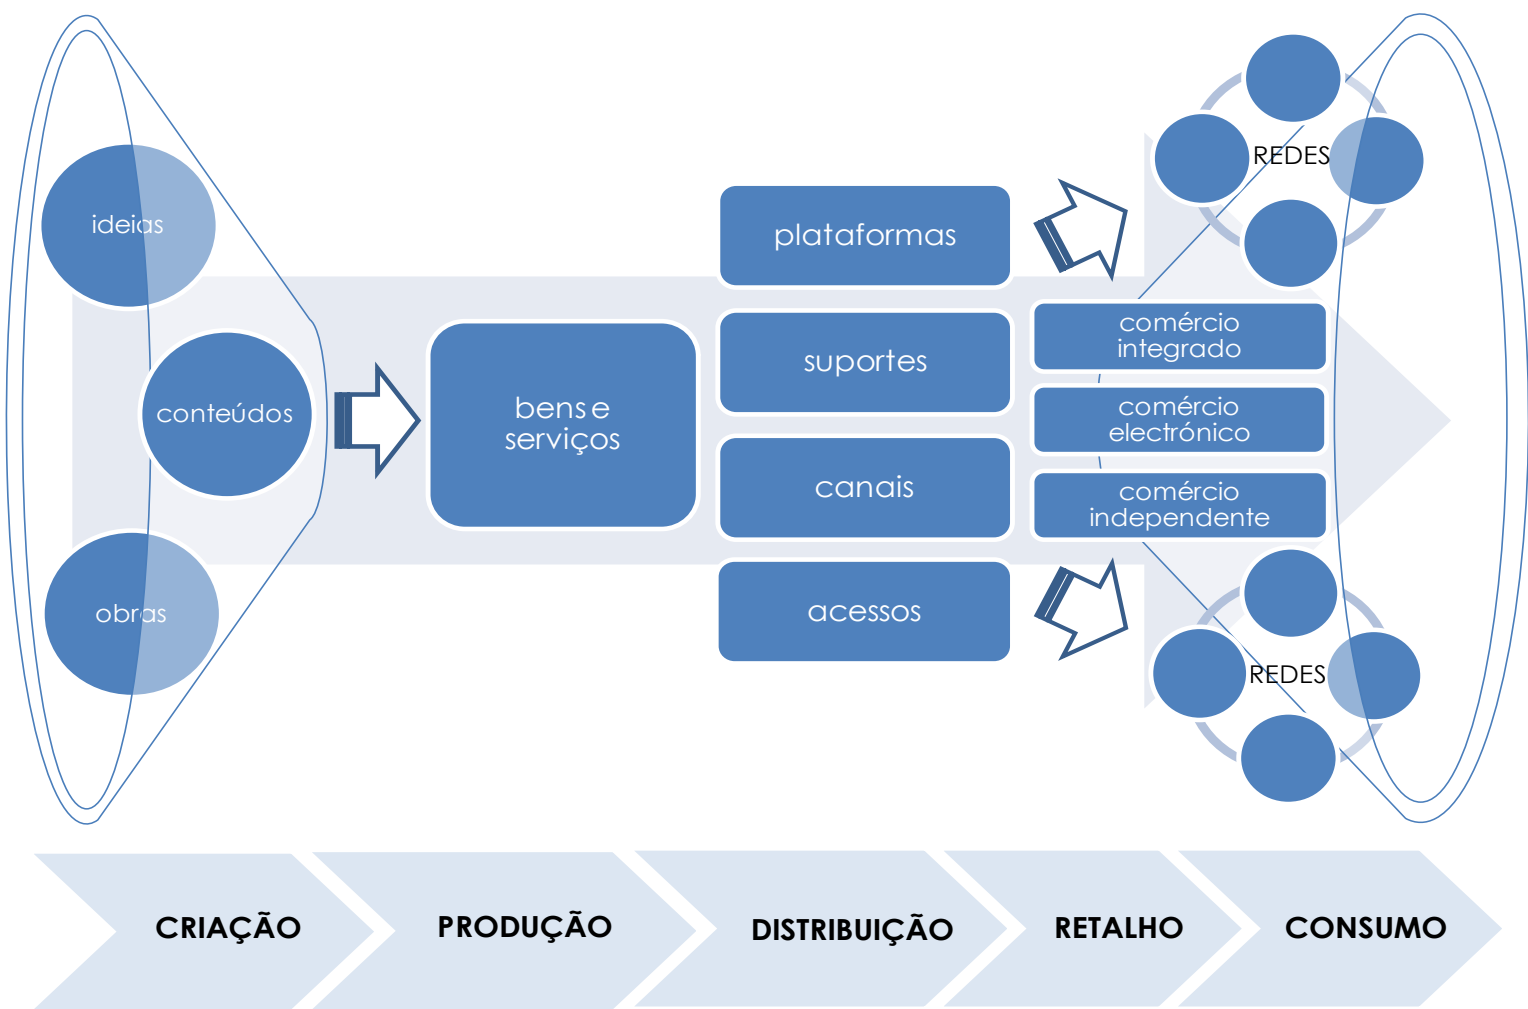 ideias
conteúdos
obras
bens e
serviços
plataformas
suportes
canais
acessos
REDES
comércio
integrado
comércio
electrónico
comércio
independente
REDES
CRIAÇÃO
PRODUÇÃO
DISTRIBUIÇÃO
RETALHO
CONSUMO